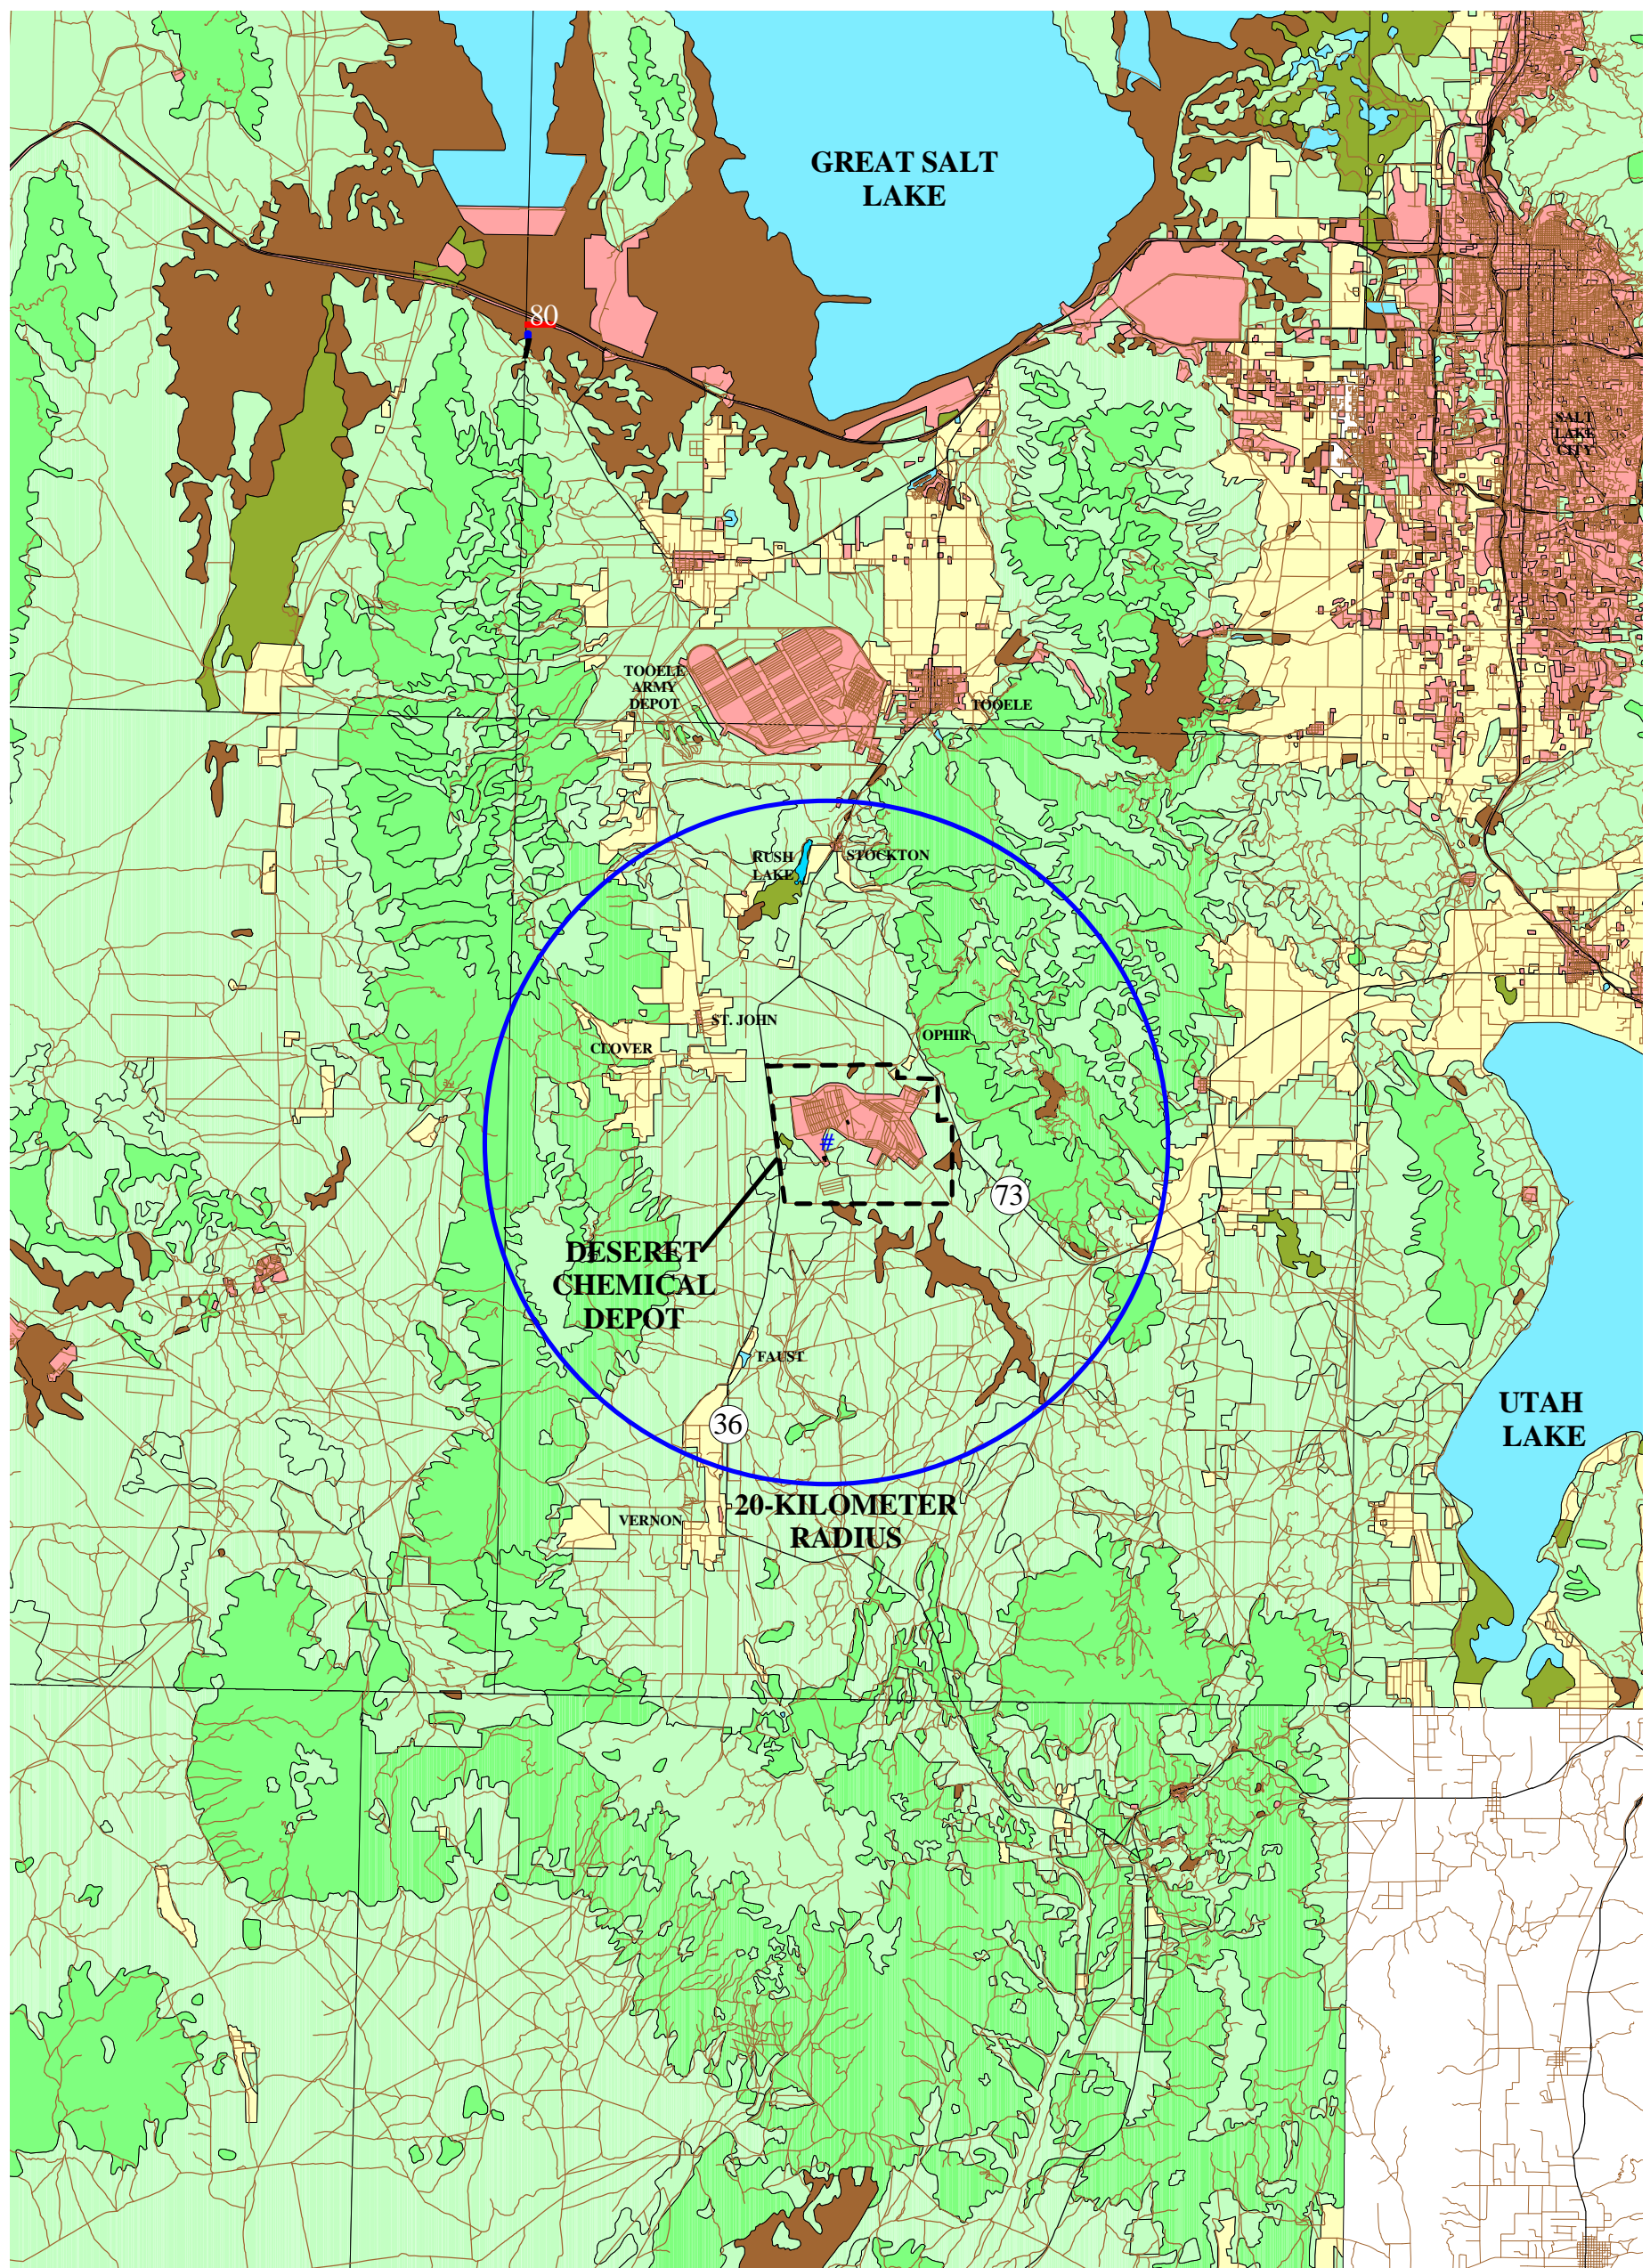 GREAT SALT
LAKE
80
SALT
LAKE
CITY
TOOELE
ARMY
DEPOT
TOOELE
RUSH
LAKE
STOCKTON
ST. JOHN
OPHIR
CLOVER
#
73
DESERET
CHEMICAL
DEPOT
FAUST
36
UTAH
LAKE
20-KILOMETER
RADIUS
VERNON